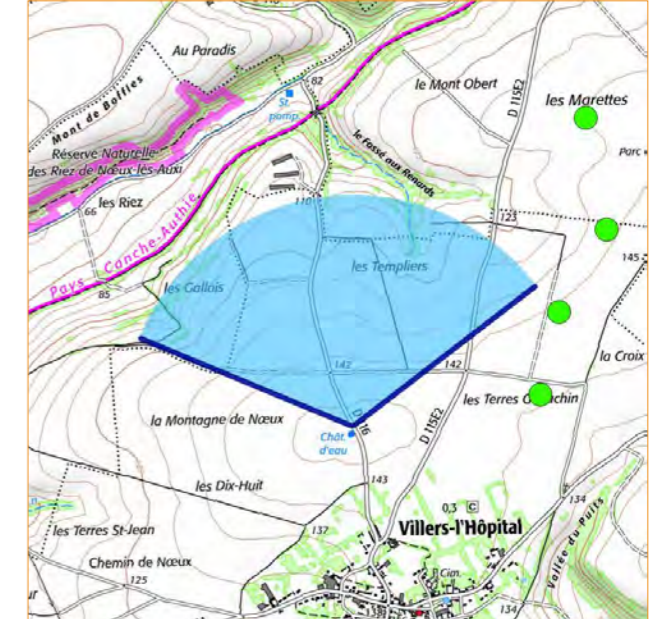 Au Paradis
82
St.
pomp.
le Mont Obert
D 115E2
les Marettes
Mont de Boffles
le Fossé aux Renards
Parc
Réserve Naturelle
des Riez de Nœux-lès-Auxi
les Riez
66
110
123
Pays Canche-Authie
145
85
les Gallois
les Templiers
la Croix
142
142
les Terres
chin
la Montagne de Nœux
D
16
Chât.
d'eau
D 115E2
les Dix-Huit
143
134
0,3 C
137
Villers-l'Hôpital
les Terres St-Jean
Vallée du Puits
Chemin de Nœux
125
Cim.
134